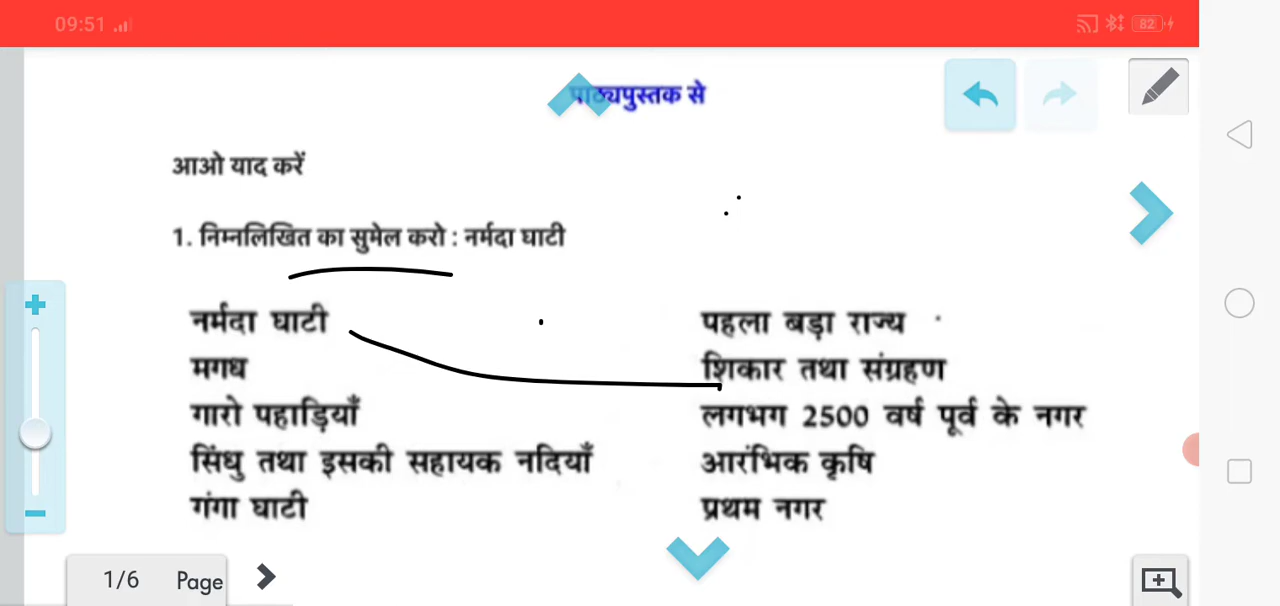 09:51
82
पाठ्यपुस्तक से
आओ याद करें
1. निम्नलिखित का सुमेल करो : नर्मदा घाटी
नर्मदा घाटी पहला बड़ा राज्य
मगध शिकार तथा संग्रहण
गारो पहाड़ियाँ लगभग 2500 वर्ष पूर्व के नगर
सिंधु तथा इसकी सहायक नदियाँ आरंभिक कृषि
गंगा घाटी प्रथम नगर
1/6 Page